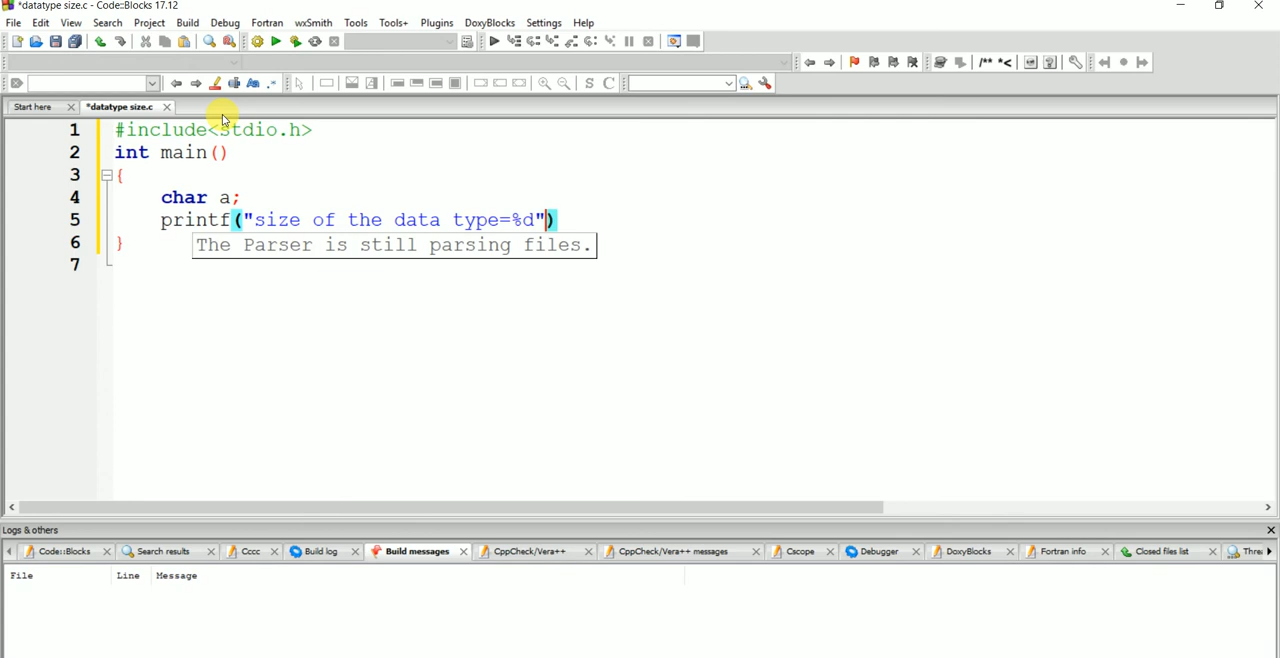 *datatype size.c - Code::Blocks 17.12
File Edit View Search Project Build Debug Fortran wxSmith Tools Tools+ Plugins DoxyBlocks Settings Help
/** *<
S C
Start here *datatype size.c
1 #include<stdio.h>
2 int main()
3 {
4 char a;
5 printf("size of the data type=%d")
6 }
The Parser is still parsing files.
7
Logs & others
Code::Blocks Search results Cccc Build log Build messages CppCheck/Vera++ CppCheck/Vera++ messages Cscope Debugger DoxyBlocks Fortran info Closed files list Thre
File Line Message